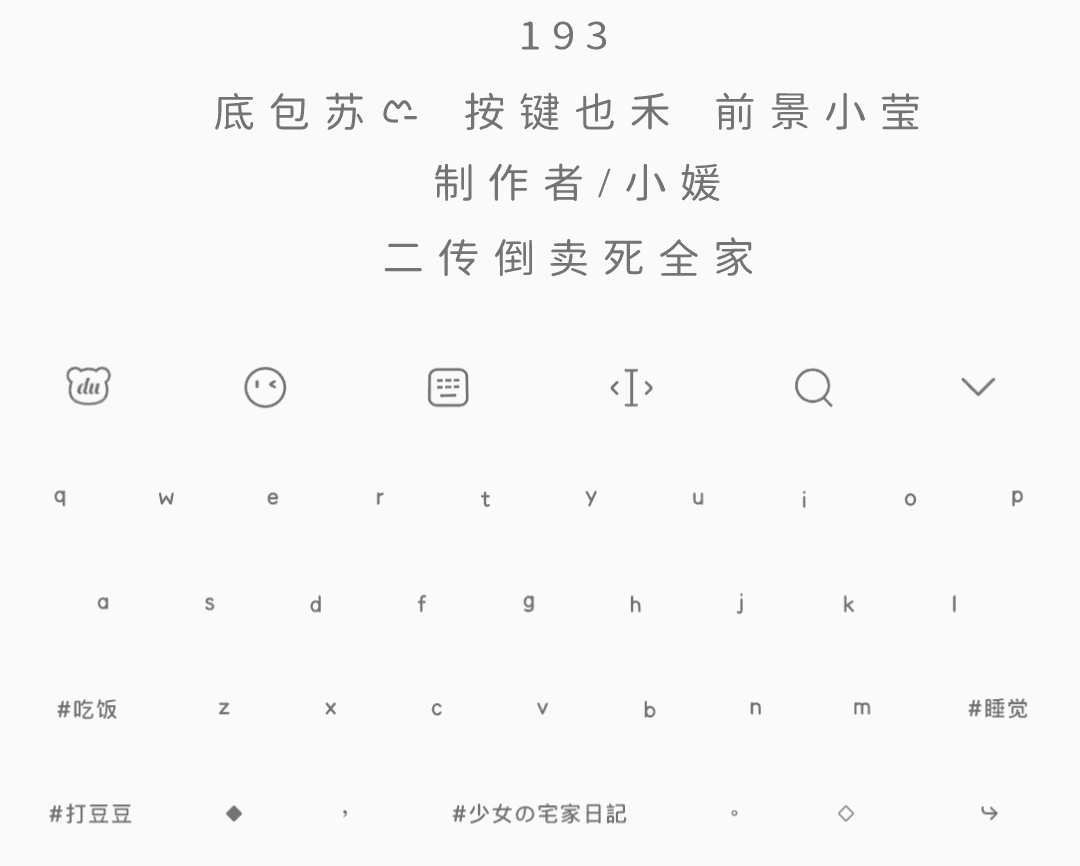 193
底包苏ෆ 按键也禾 前景小莹
制作者/小媛
二传倒卖死全家
du
q w e r t y u i o p
a s d f g h j k l
#吃饭 z x c v b n m #睡觉
#打豆豆 ◆ , #少女の宅家日記 。 ◇ ↪